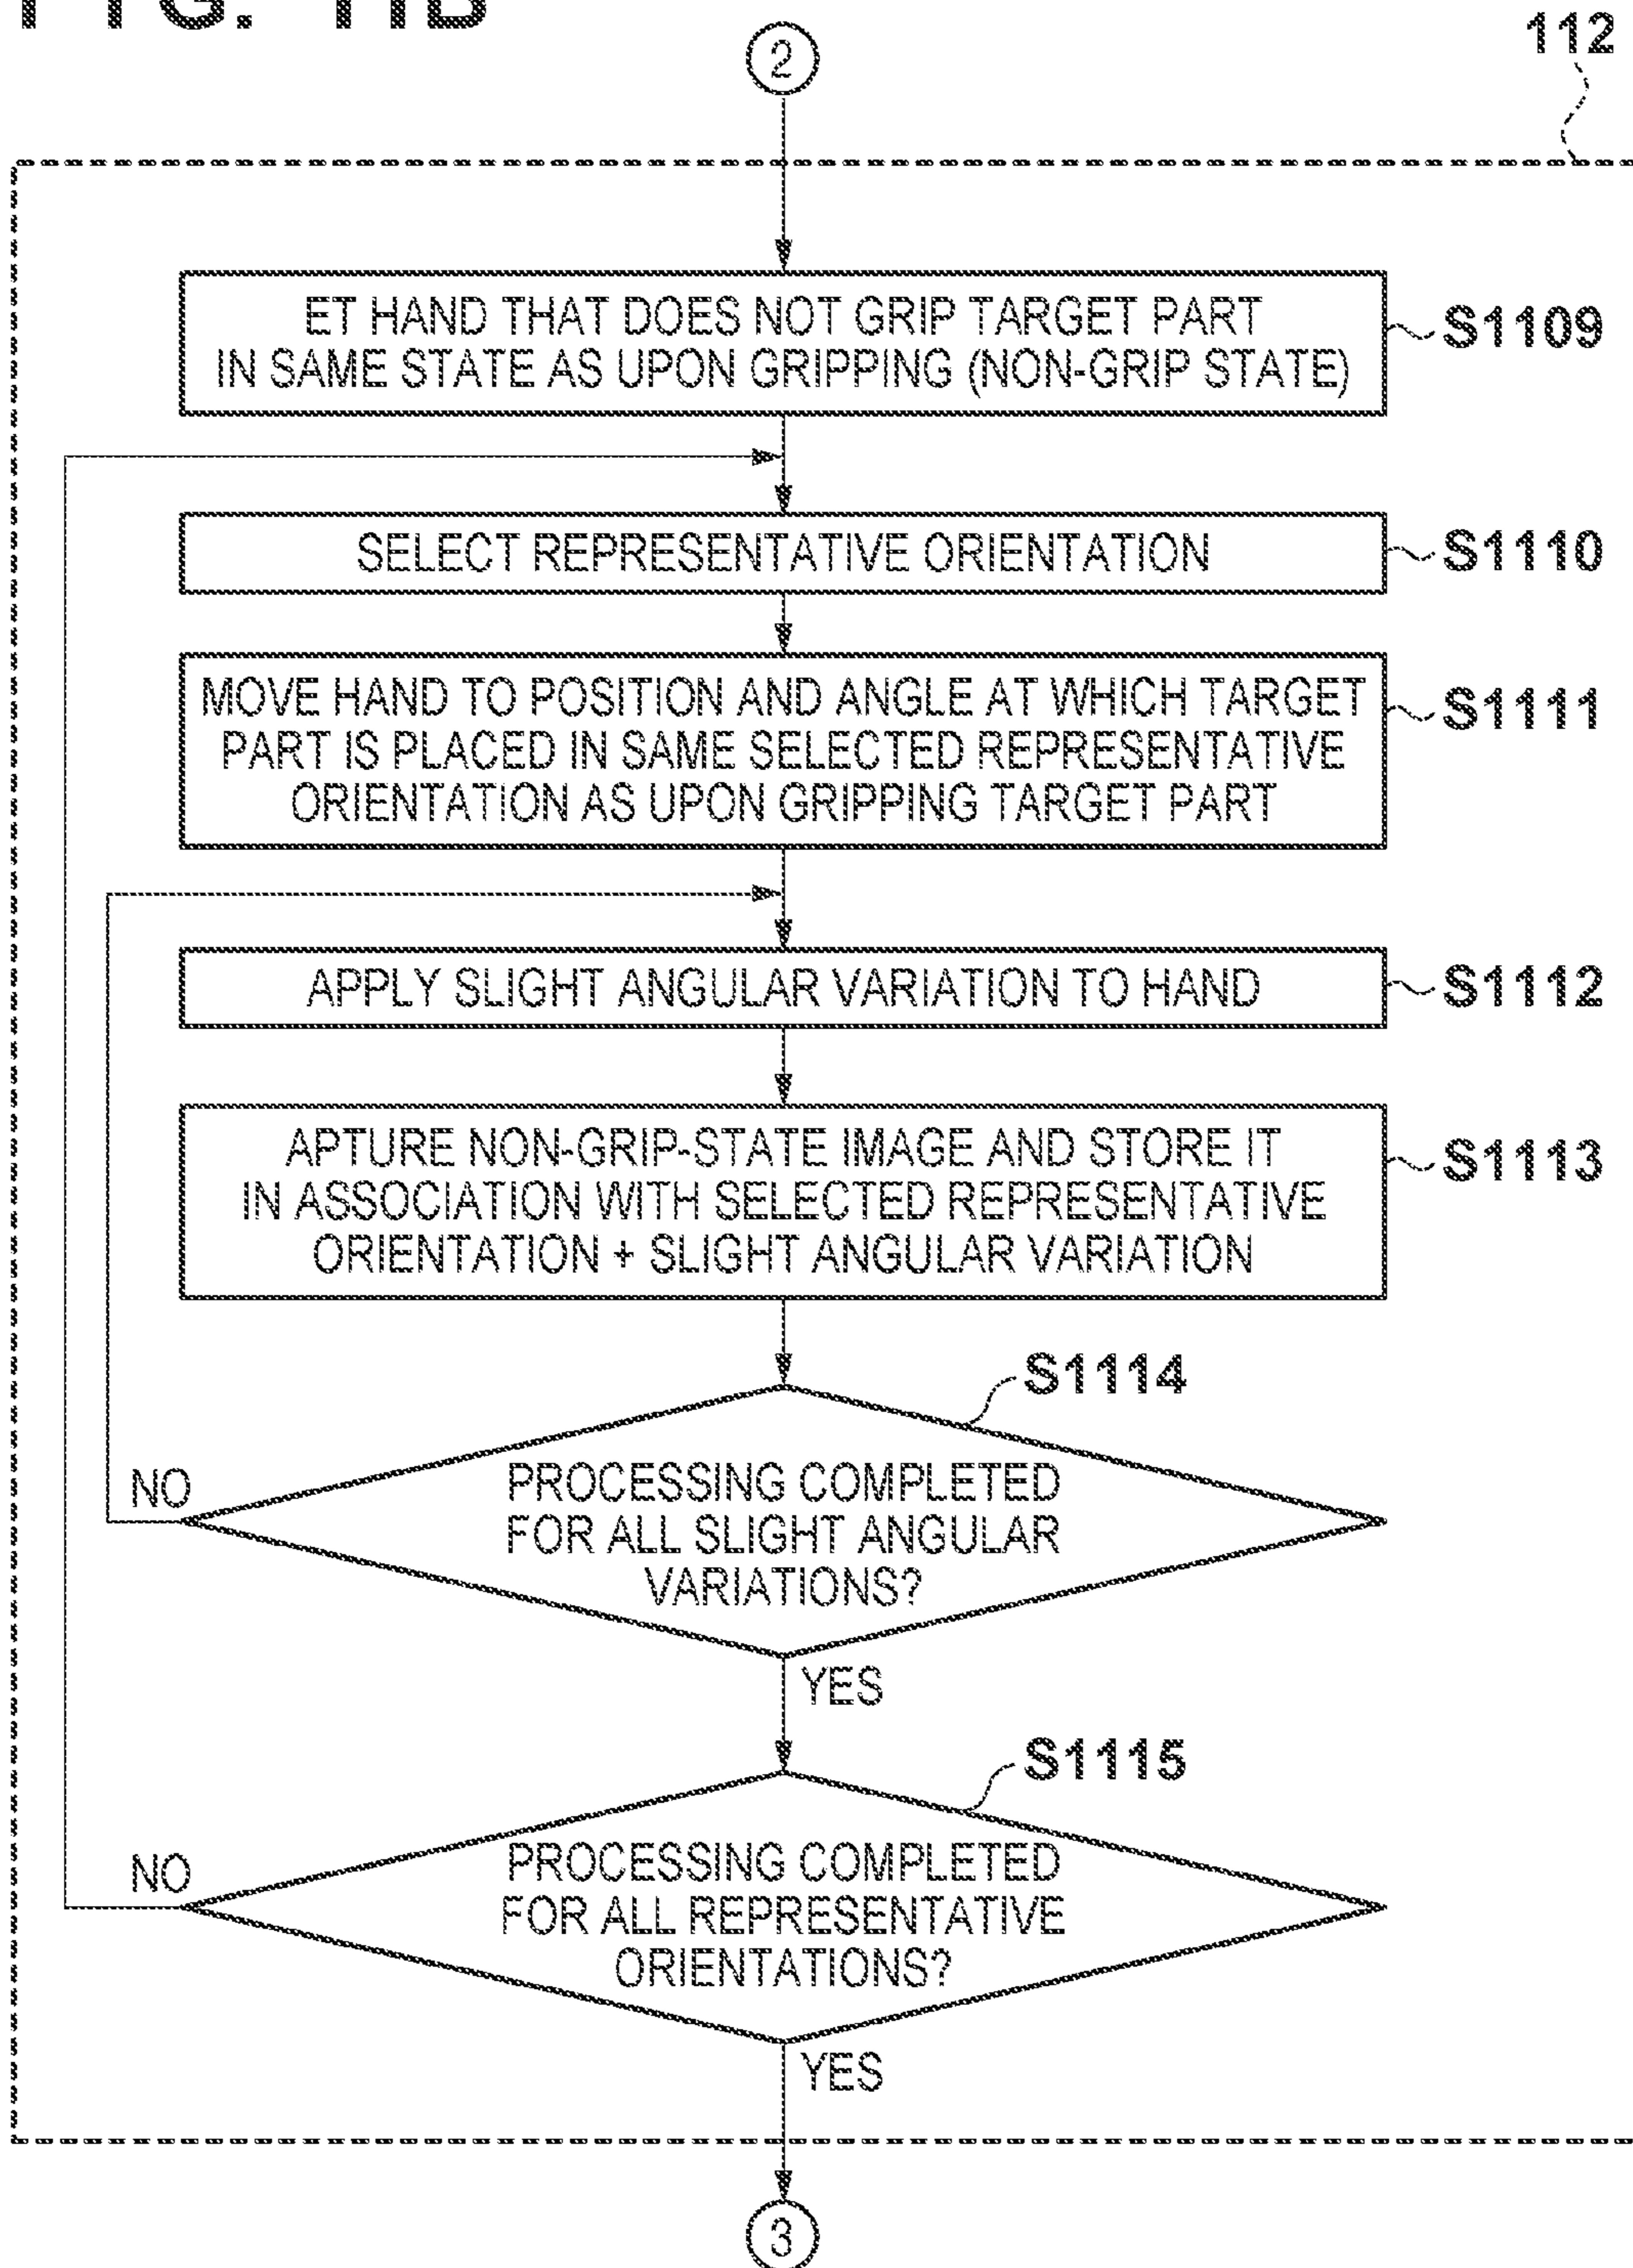 FIG. 11B
2
112
ET HAND THAT DOES NOT GRIP TARGET PART
IN SAME STATE AS UPON GRIPPING (NON-GRIP STATE)
S1109
SELECT REPRESENTATIVE ORIENTATION
S1110
MOVE HAND TO POSITION AND ANGLE AT WHICH TARGET
PART IS PLACED IN SAME SELECTED REPRESENTATIVE
ORIENTATION AS UPON GRIPPING TARGET PART
S1111
APPLY SLIGHT ANGULAR VARIATION TO HAND
S1112
APTURE NON-GRIP-STATE IMAGE AND STORE IT
IN ASSOCIATION WITH SELECTED REPRESENTATIVE
ORIENTATION + SLIGHT ANGULAR VARIATION
S1113
S1114
PROCESSING COMPLETED
FOR ALL SLIGHT ANGULAR
VARIATIONS?
NO
YES
S1115
PROCESSING COMPLETED
FOR ALL REPRESENTATIVE
ORIENTATIONS?
NO
YES
3